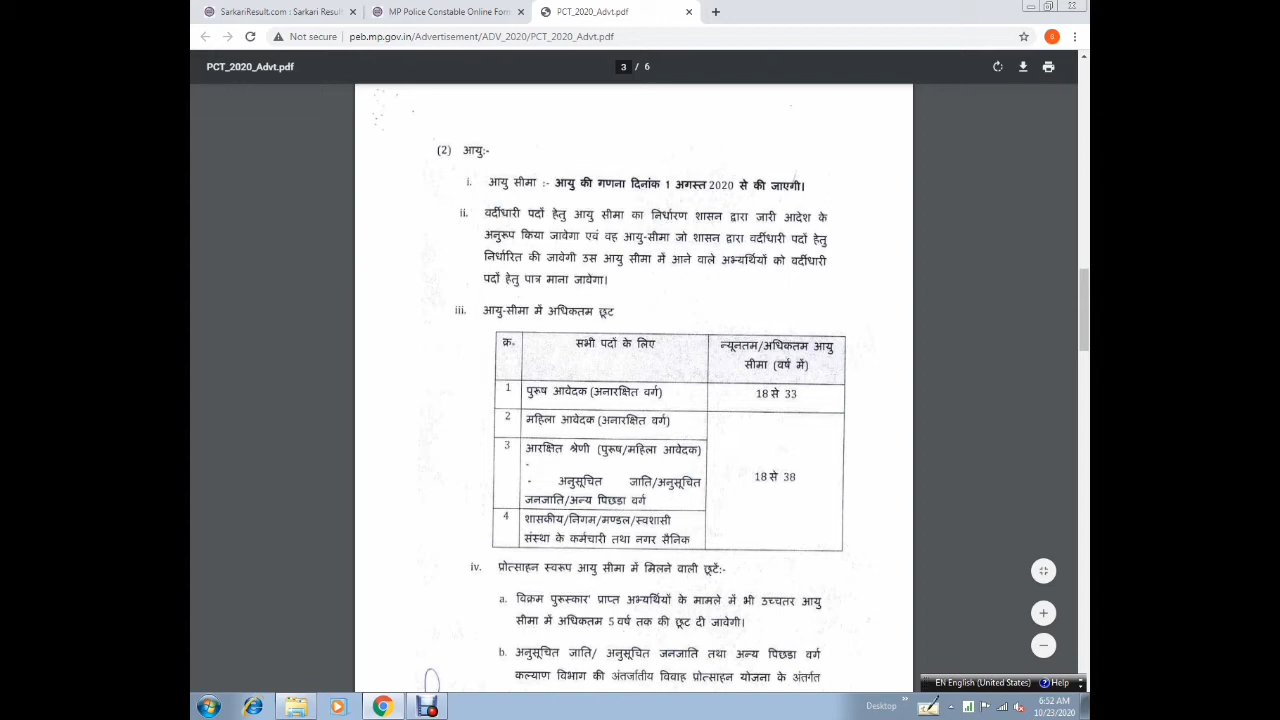 SarkariResult.com : Sarkari Result
MP Police Constable Online Form
PCT_2020_Advt.pdf
Not secure
peb.mp.gov.in/Advertisement/ADV_2020/PCT_2020_Advt.pdf
s
PCT_2020_Advt.pdf
3 / 6
(2) आयु:-
i. आयु सीमा :- आयु की गणना दिनांक 1 अगस्त 2020 से की जाएगी।
ii. वर्दीधारी पदों हेतु आयु सीमा का निर्धारण शासन द्वारा जारी आदेश के
अनुरूप किया जावेगा एवं वह आयु-सीमा जो शासन द्वारा वर्दीधारी पदों हेतु
निर्धारित की जावेगी उस आयु सीमा में आने वाले अभ्यर्थियों को वर्दीधारी
पदों हेतु पात्र माना जावेगा।
iii. आयु-सीमा में अधिकतम छूट
क्र. सभी पदों के लिए न्यूनतम/अधिकतम आयु
सीमा (वर्ष में)
1 पुरूष आवेदक (अनारक्षित वर्ग) 18 से 33
2 महिला आवेदक (अनारक्षित वर्ग)
3 आरक्षित श्रेणी (पुरूष/महिला आवेदक)
-
- अनुसूचित जाति/अनुसूचित
जनजाति/अन्य पिछडा वर्ग
18 से 38
4 शासकीय/निगम/मण्डल/स्वशासी
संस्था के कर्मचारी तथा नगर सैनिक
iv. प्रोत्साहन स्वरूप आयु सीमा में मिलने वाली छूटें:-
a. विक्रम पुरूस्कार' प्राप्त अभ्यर्थियों के मामले में भी उच्चतर आयु
सीमा में अधिकतम 5 वर्ष तक की छूट दी जावेगी।
b. अनुसूचित जाति/ अनुसूचित जनजाति तथा अन्य पिछडा वर्ग
कल्याण विभाग की अंतर्जातीय विवाह प्रोत्साहन योजना के अंतर्गत
EN English (United States) Help
Desktop
6:52 AM
10/23/2020